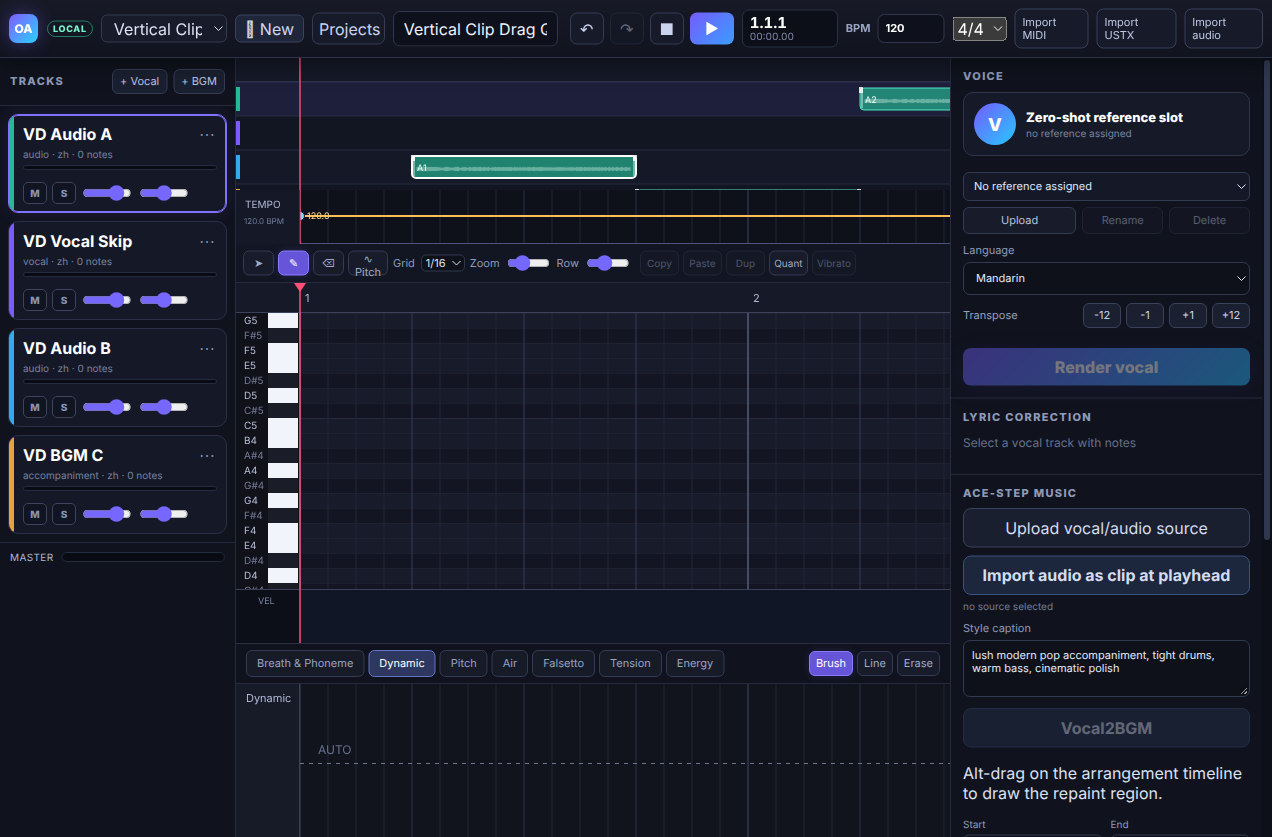 OA LOCAL Vertical Clip New Projects Vertical Clip Drag 1.1.1 00:00.00 BPM 120 4/4 Import MIDI Import USTX Import audio
TRACKS + Vocal + BGM
VD Audio A ...
audio · zh · 0 notes
M S
VD Vocal Skip ...
vocal · zh · 0 notes
M S
VD Audio B ...
audio · zh · 0 notes
M S
VD BGM C ...
accompaniment · zh · 0 notes
M S
MASTER
A2
A1
TEMPO
120.0 BPM
120.0
Pitch Grid 1/16 Zoom Row Copy Paste Dup Quant Vibrato
1 2
G5
F#5
F5
E5
D#5
D5
C#5
C5
B4
A#4
A4
G#4
G4
F#4
F4
E4
D#4
D4
VEL
Breath & Phoneme Dynamic Pitch Air Falsetto Tension Energy Brush Line Erase
Dynamic
AUTO
VOICE
V
Zero-shot reference slot
no reference assigned
No reference assigned
Upload Rename Delete
Language
Mandarin
Transpose -12 -1 +1 +12
Render vocal
LYRIC CORRECTION
Select a vocal track with notes
ACE-STEP MUSIC
Upload vocal/audio source
Import audio as clip at playhead
no source selected
Style caption
lush modern pop accompaniment, tight drums,
warm bass, cinematic polish
Vocal2BGM
Alt-drag on the arrangement timeline
to draw the repaint region.
Start End